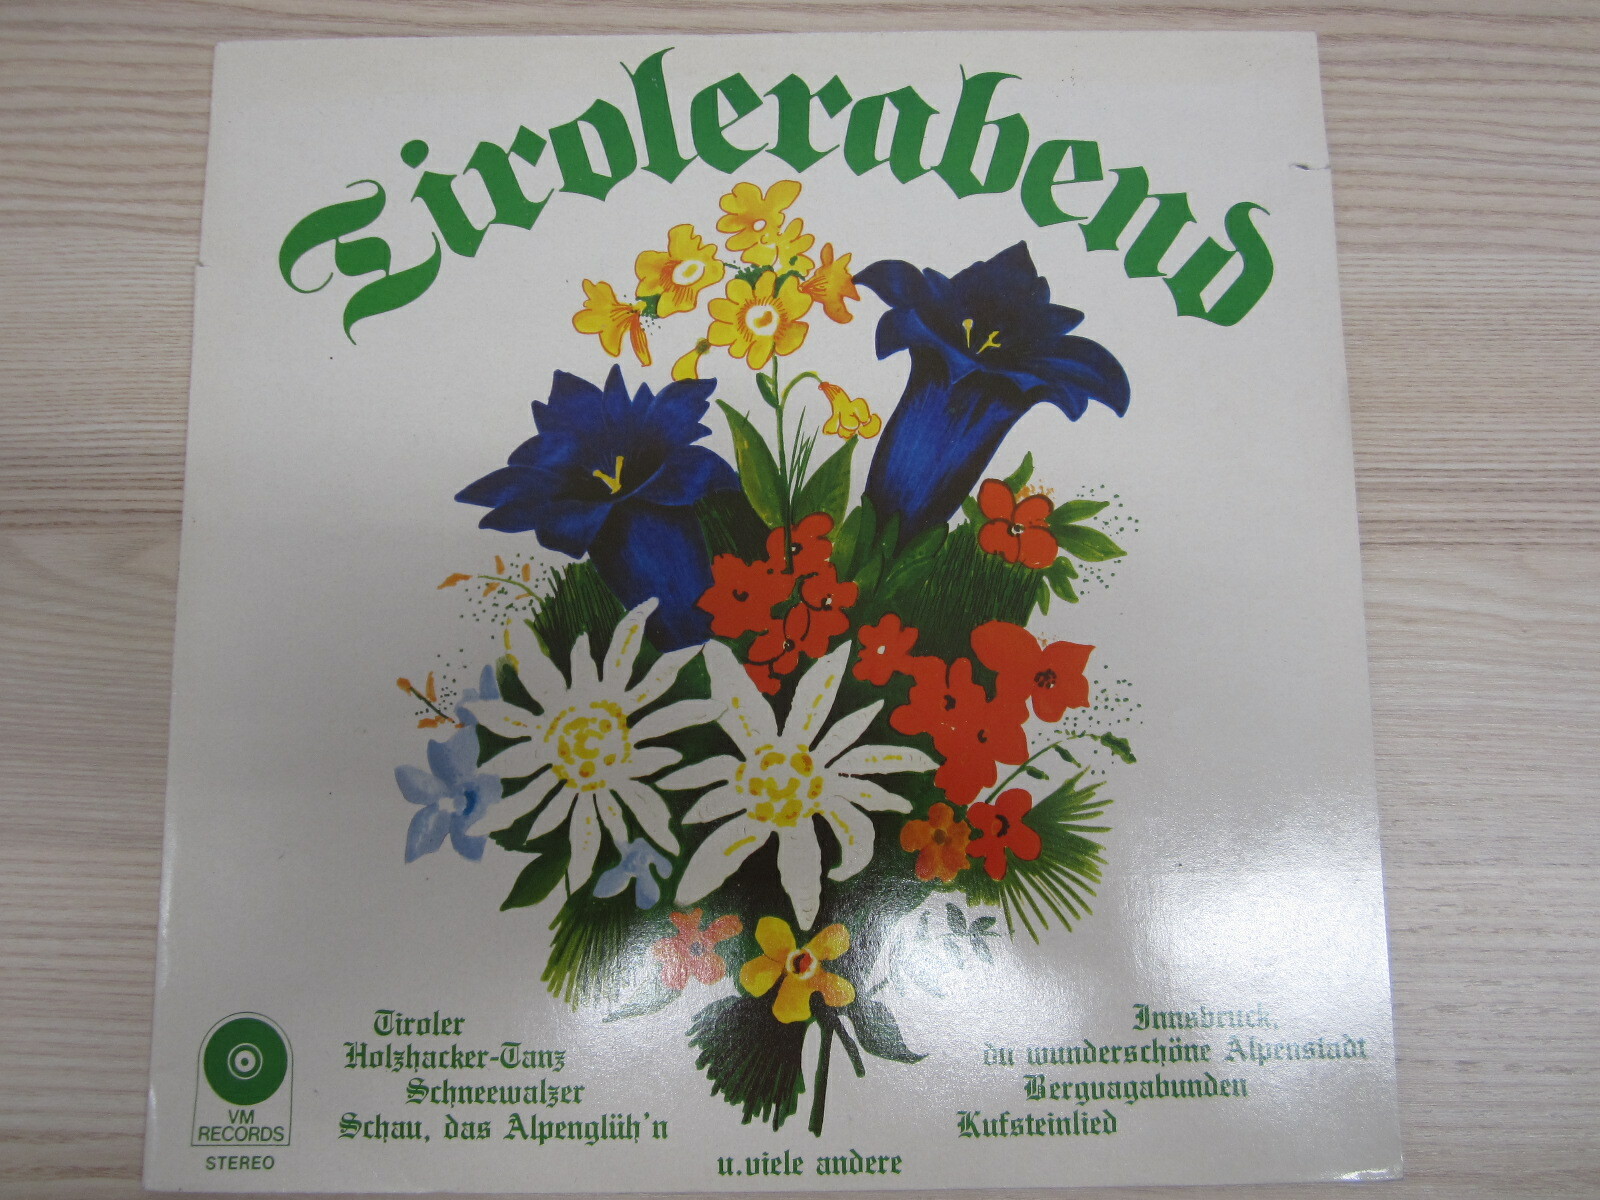 Tirolerabend
Tiroler
Holzhacker-Tanz
Schneewalzer
Schau, das Alpenglüh'n
Innsbruck,
du wunderschöne Alpenstadt
Bergvagabunden
Kufsteinlied
u.viele andere
VM
RECORDS
STEREO